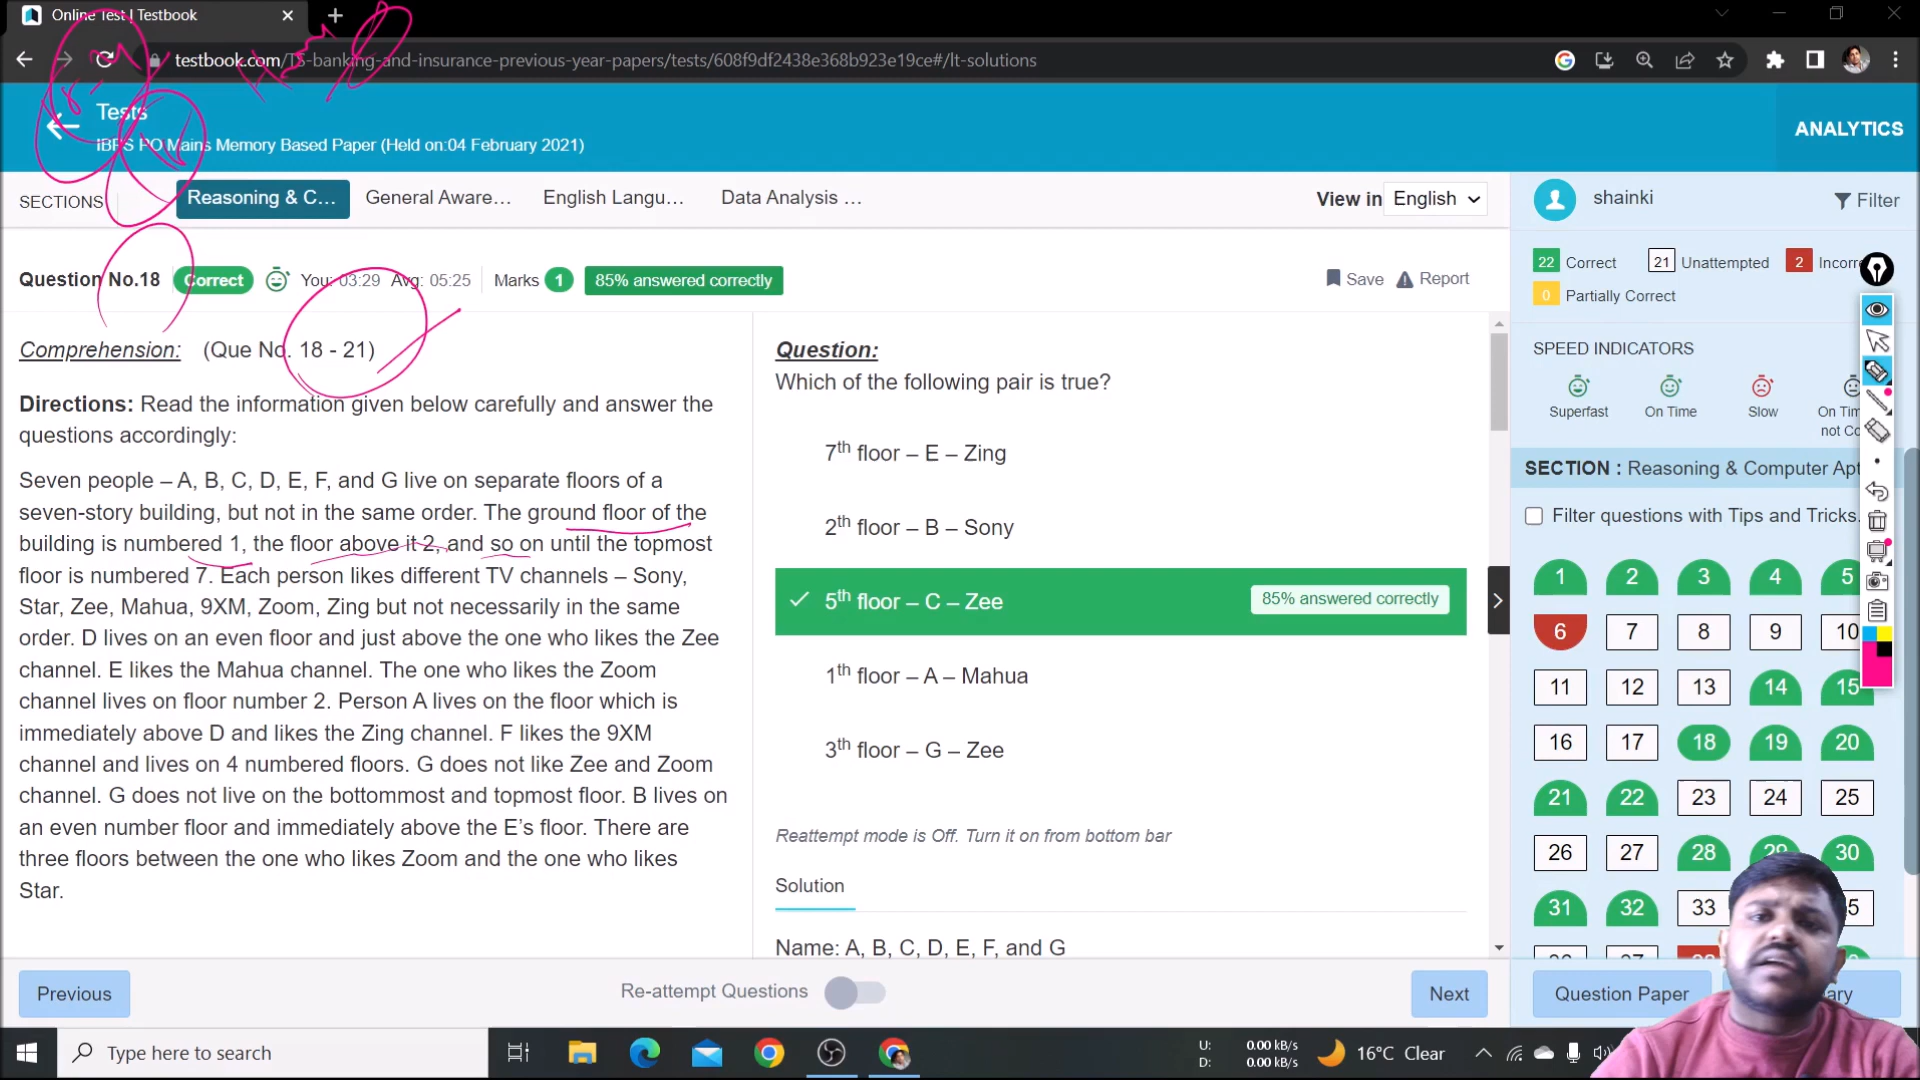 Online Test | Testbook
testbook.com/TS-banking-and-insurance-previous-year-papers/tests/608f9df2438e368b923e19ce#/lt-solutions
Tests
IBPS PO Mains Memory Based Paper (Held on:04 February 2021)
ANALYTICS
SECTIONS
Reasoning & C...
General Aware...
English Langu...
Data Analysis ...
View in
English
shainki
Filter
Question No.18
Correct
You: 03:29 Avg: 05:25
Marks 1
85% answered correctly
Save
Report
22 Correct
21 Unattempted
2 Incorre
0 Partially Correct
Comprehension: (Que No. 18 - 21)
Directions: Read the information given below carefully and answer the
questions accordingly:
Seven people – A, B, C, D, E, F, and G live on separate floors of a
seven-story building, but not in the same order. The ground floor of the
building is numbered 1, the floor above it 2, and so on until the topmost
floor is numbered 7. Each person likes different TV channels – Sony,
Star, Zee, Mahua, 9XM, Zoom, Zing but not necessarily in the same
order. D lives on an even floor and just above the one who likes the Zee
channel. E likes the Mahua channel. The one who likes the Zoom
channel lives on floor number 2. Person A lives on the floor which is
immediately above D and likes the Zing channel. F likes the 9XM
channel and lives on 4 numbered floors. G does not like Zee and Zoom
channel. G does not live on the bottommost and topmost floor. B lives on
an even number floor and immediately above the E's floor. There are
three floors between the one who likes Zoom and the one who likes
Star.
Question:
Which of the following pair is true?
7th floor – E – Zing
2th floor – B – Sony
5th floor – C – Zee
85% answered correctly
1th floor – A – Mahua
3th floor – G – Zee
Reattempt mode is Off. Turn it on from bottom bar
Solution
Name: A, B, C, D, E, F, and G
SPEED INDICATORS
Superfast
On Time
Slow
On Tim
not Co
SECTION : Reasoning & Computer Apt
Filter questions with Tips and Tricks.
1 2 3 4 5
6 7 8 9 10
11 12 13 14 15
16 17 18 19 20
21 22 23 24 25
26 27 28 29 30
31 32 33
Previous
Re-attempt Questions
Next
Question Paper
Type here to search
U: 0.00 kB/s
D: 0.00 kB/s
16°C Clear